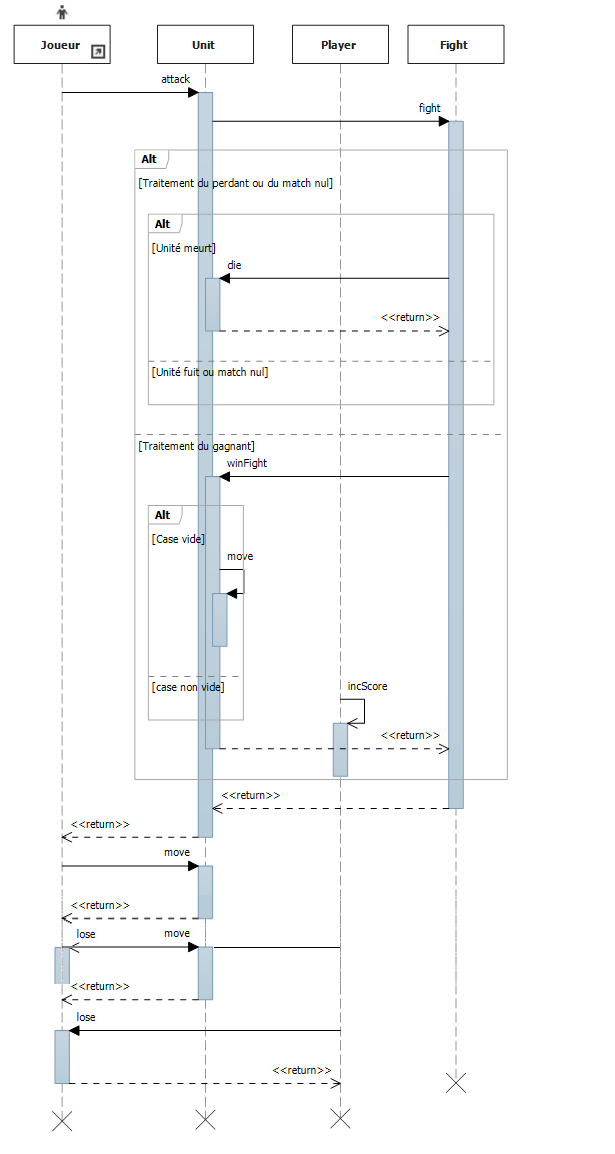 Joueur
Unit
Player
Fight
attack
fight
Alt
[Traitement du perdant ou du match nul]
Alt
[Unité meurt]
die
<<return>>
[Unité fuit ou match nul]
[Traitement du gagnant]
winFight
Alt
[Case vide]
move
[case non vide]
incScore
<<return>>
<<return>>
<<return>>
move
<<return>>
lose
move
<<return>>
lose
<<return>>